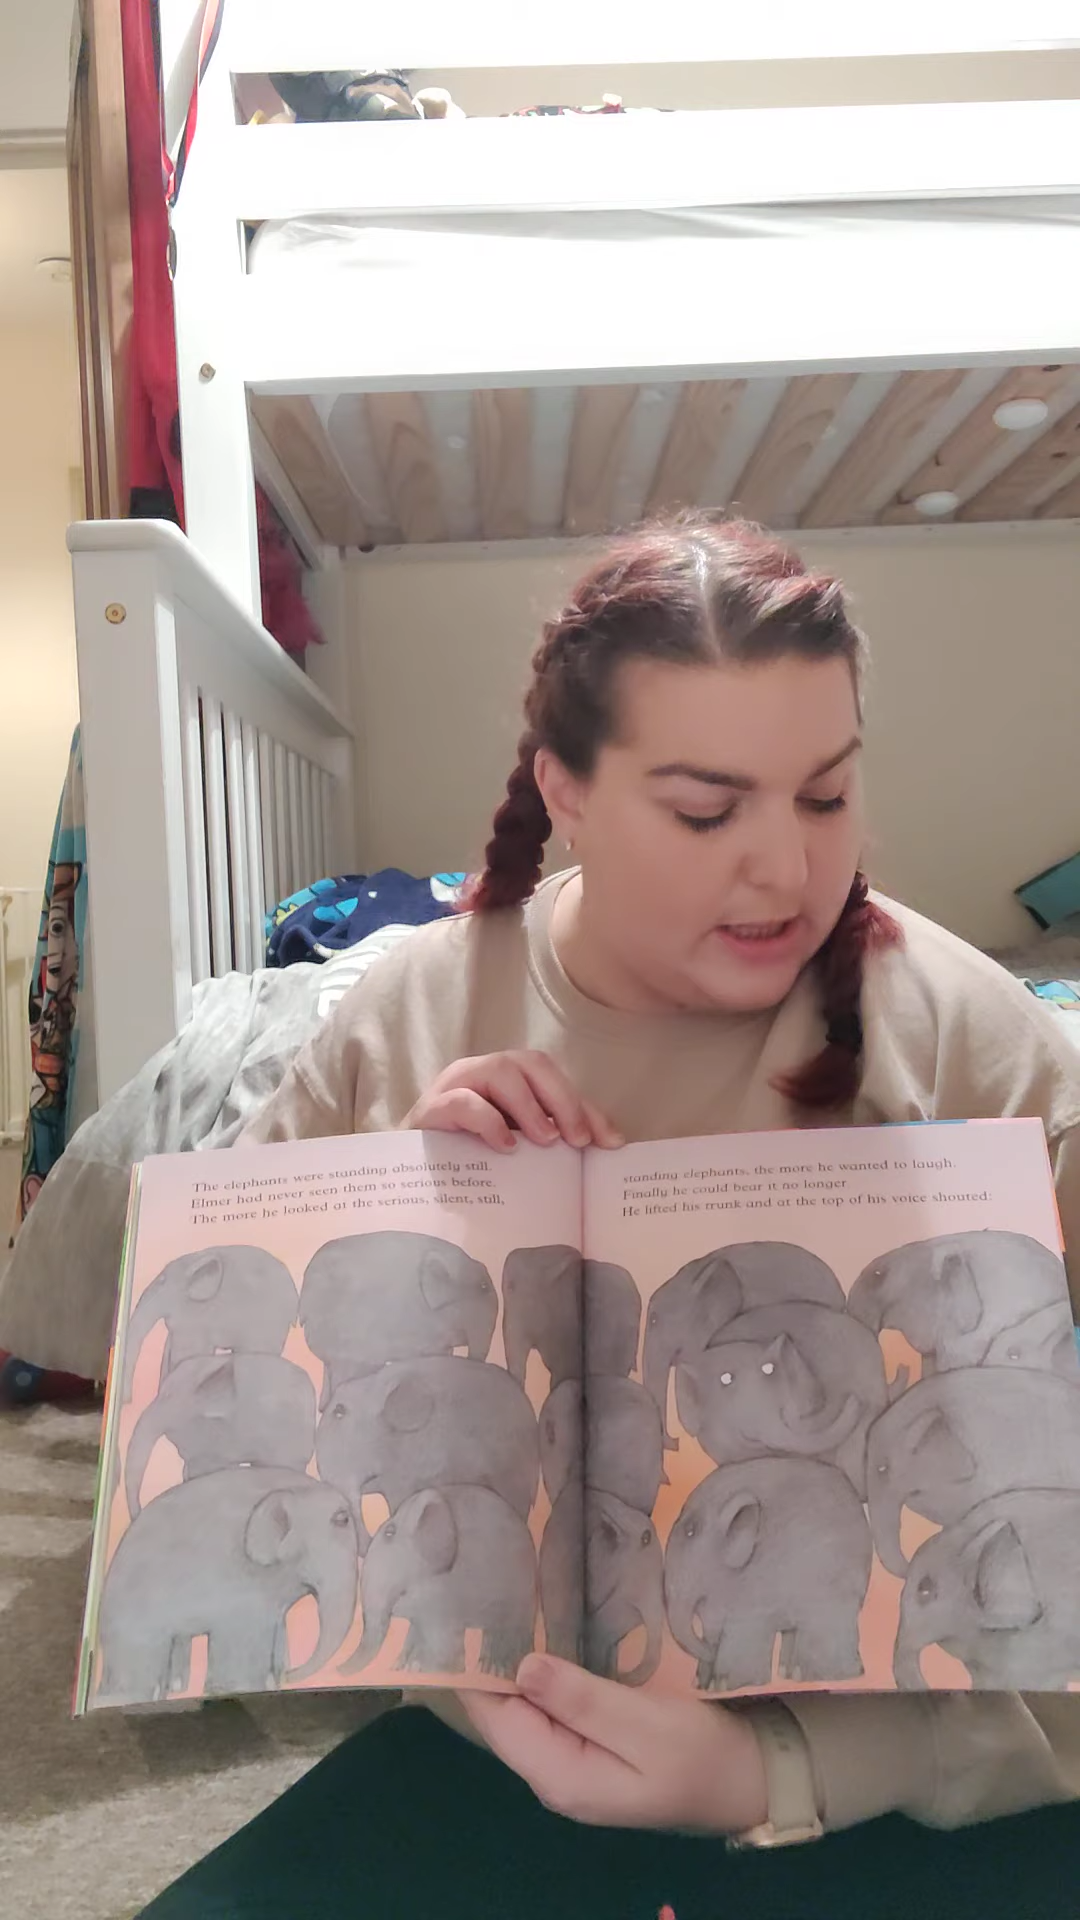 The elephants were standing absolutely still.
Elmer had never seen them so serious before.
The more he looked at the serious, silent, still,
standing elephants, the more he wanted to laugh.
Finally he could bear it no longer.
He lifted his trunk and at the top of his voice shouted: